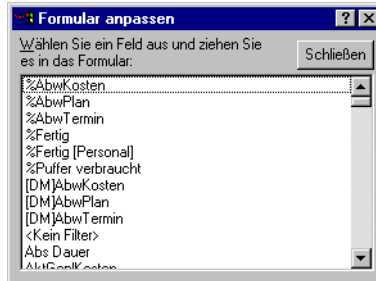 Formular anpassen
Wählen Sie ein Feld aus und ziehen Sie
es in das Formular:
Schließen
%AbwKosten
%AbwPlan
%AbwTermin
%Fertig
%Fertig [Personal]
%Puffer verbraucht
[DM]AbwKosten
[DM]AbwPlan
[DM]AbwTermin
<Kein Filter>
Abs Dauer
AktGeplKosten